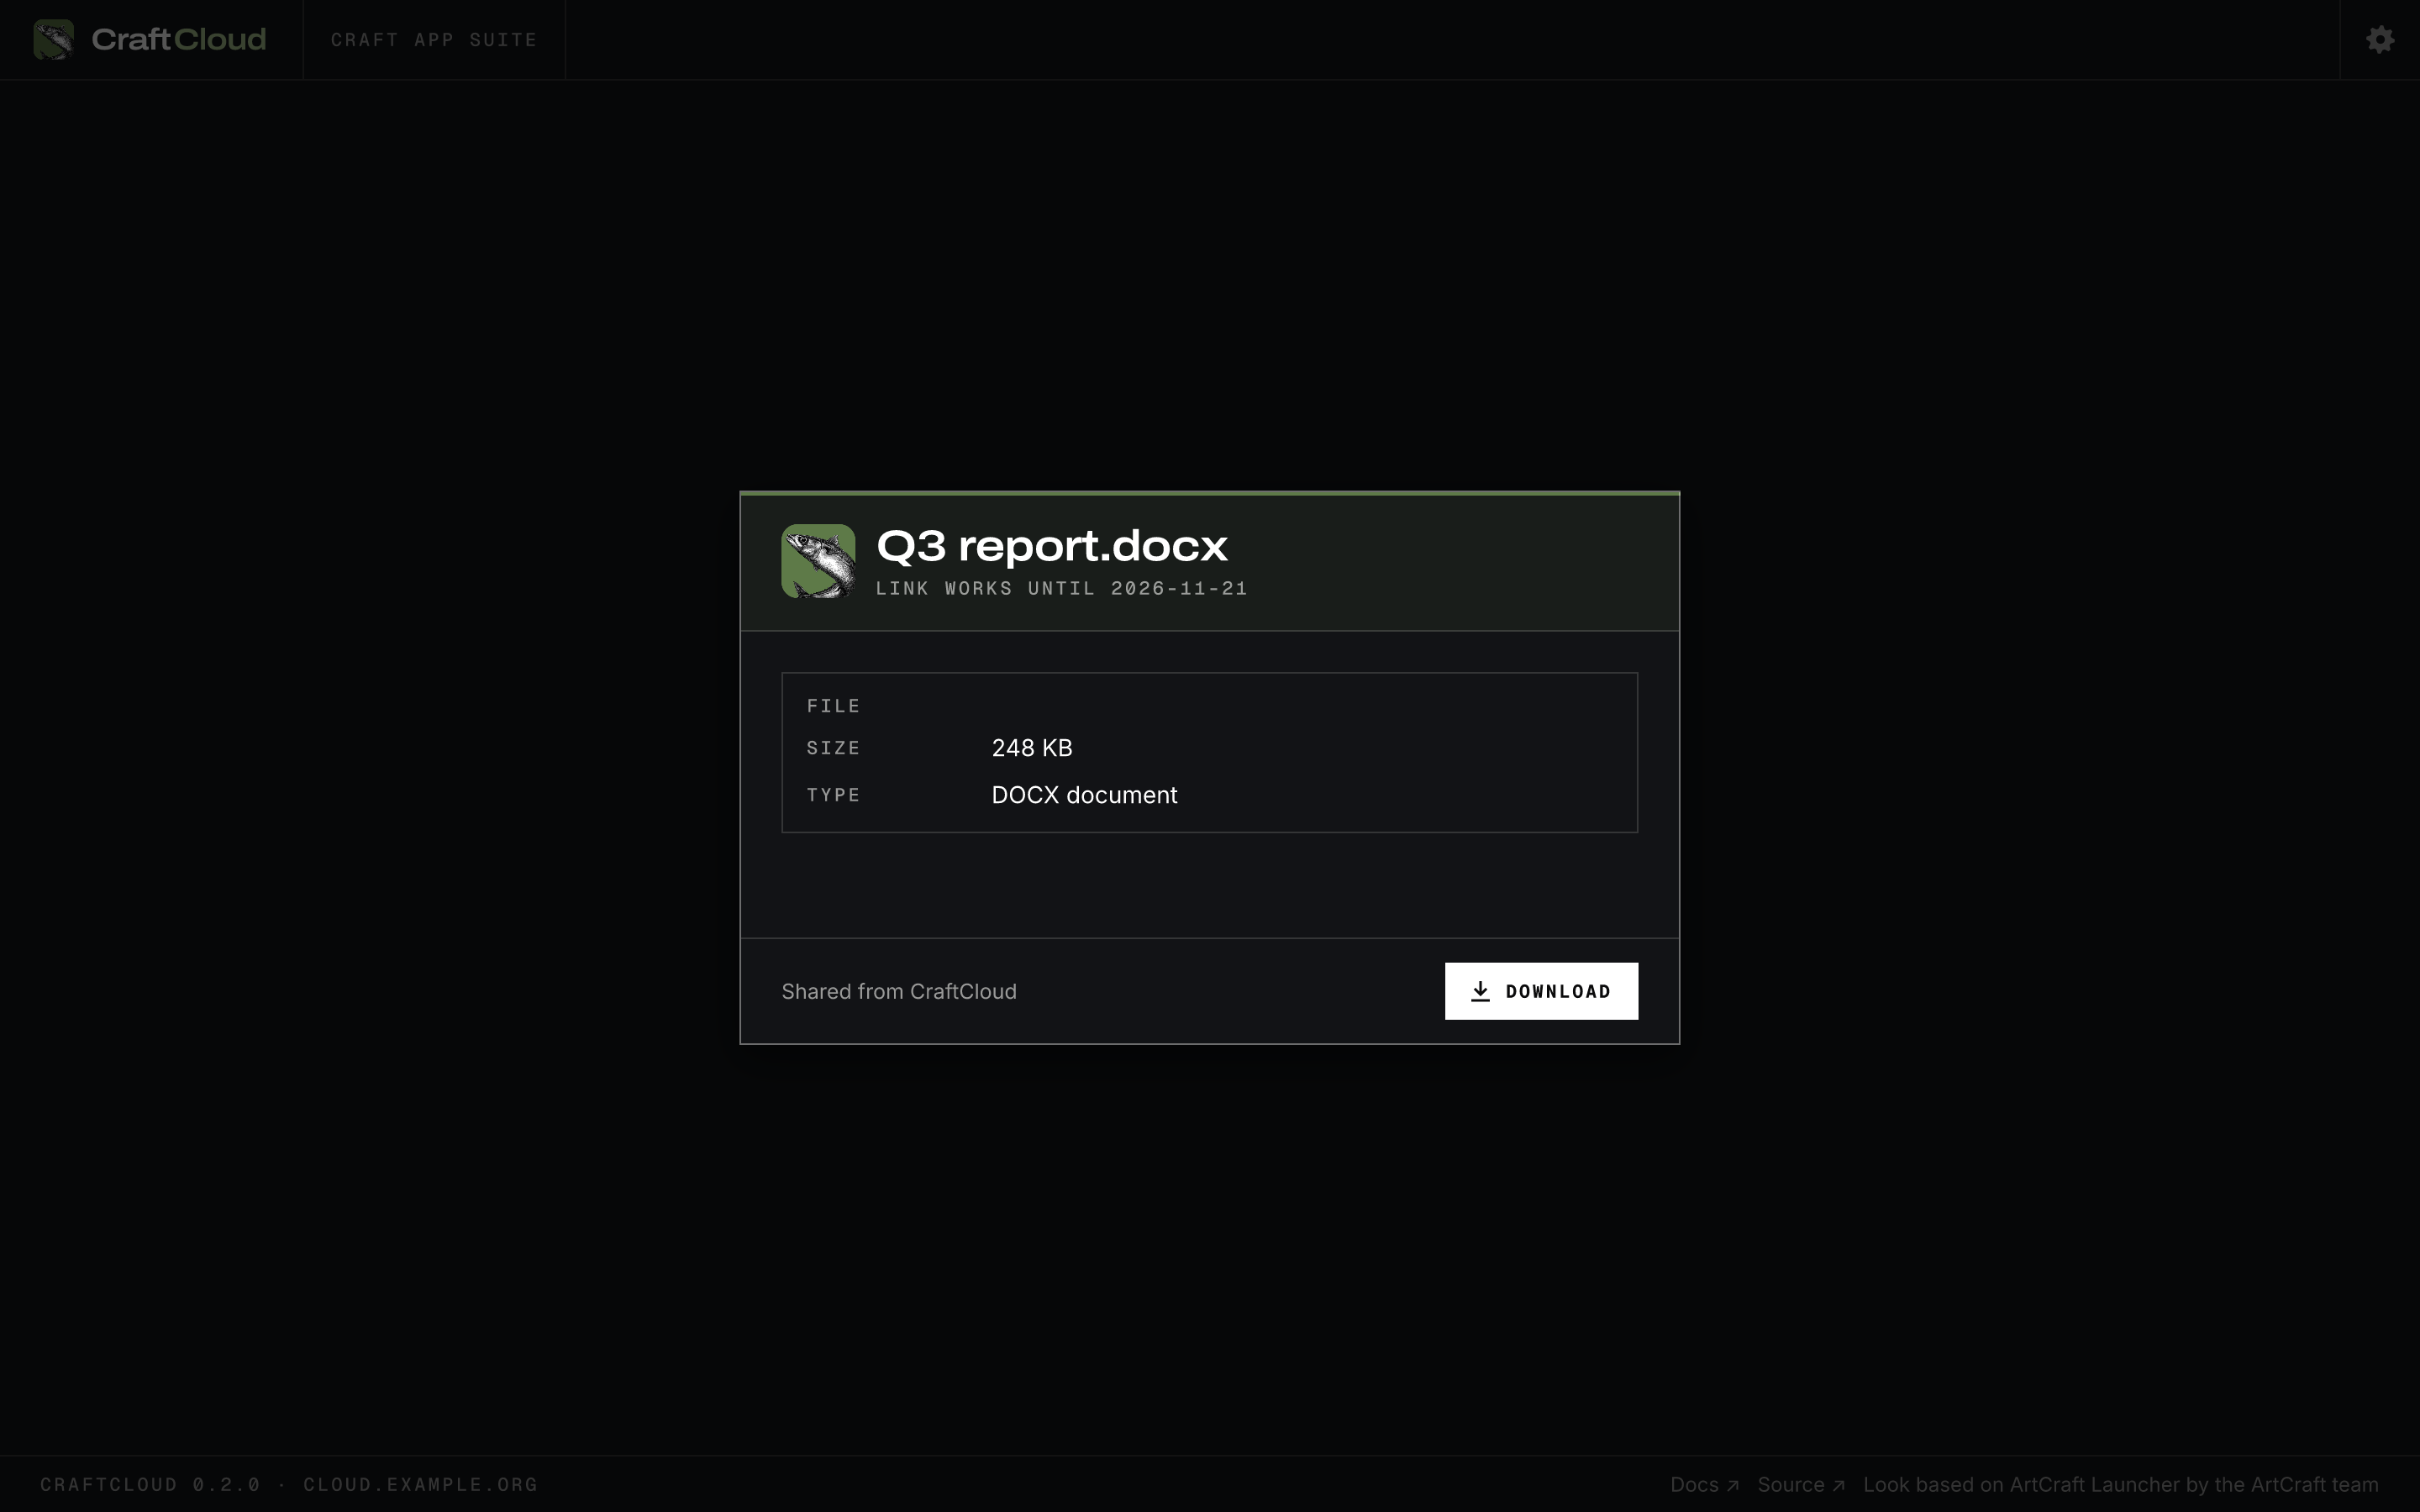 CraftCloud
CRAFT APP SUITE
Q3 report.docx
LINK WORKS UNTIL 2026-11-21
FILE
SIZE 248 KB
TYPE DOCX document
Shared from CraftCloud
DOWNLOAD
CRAFTCLOUD 0.2.0 · CLOUD.EXAMPLE.ORG
Docs ↗ Source ↗ Look based on ArtCraft Launcher by the ArtCraft team